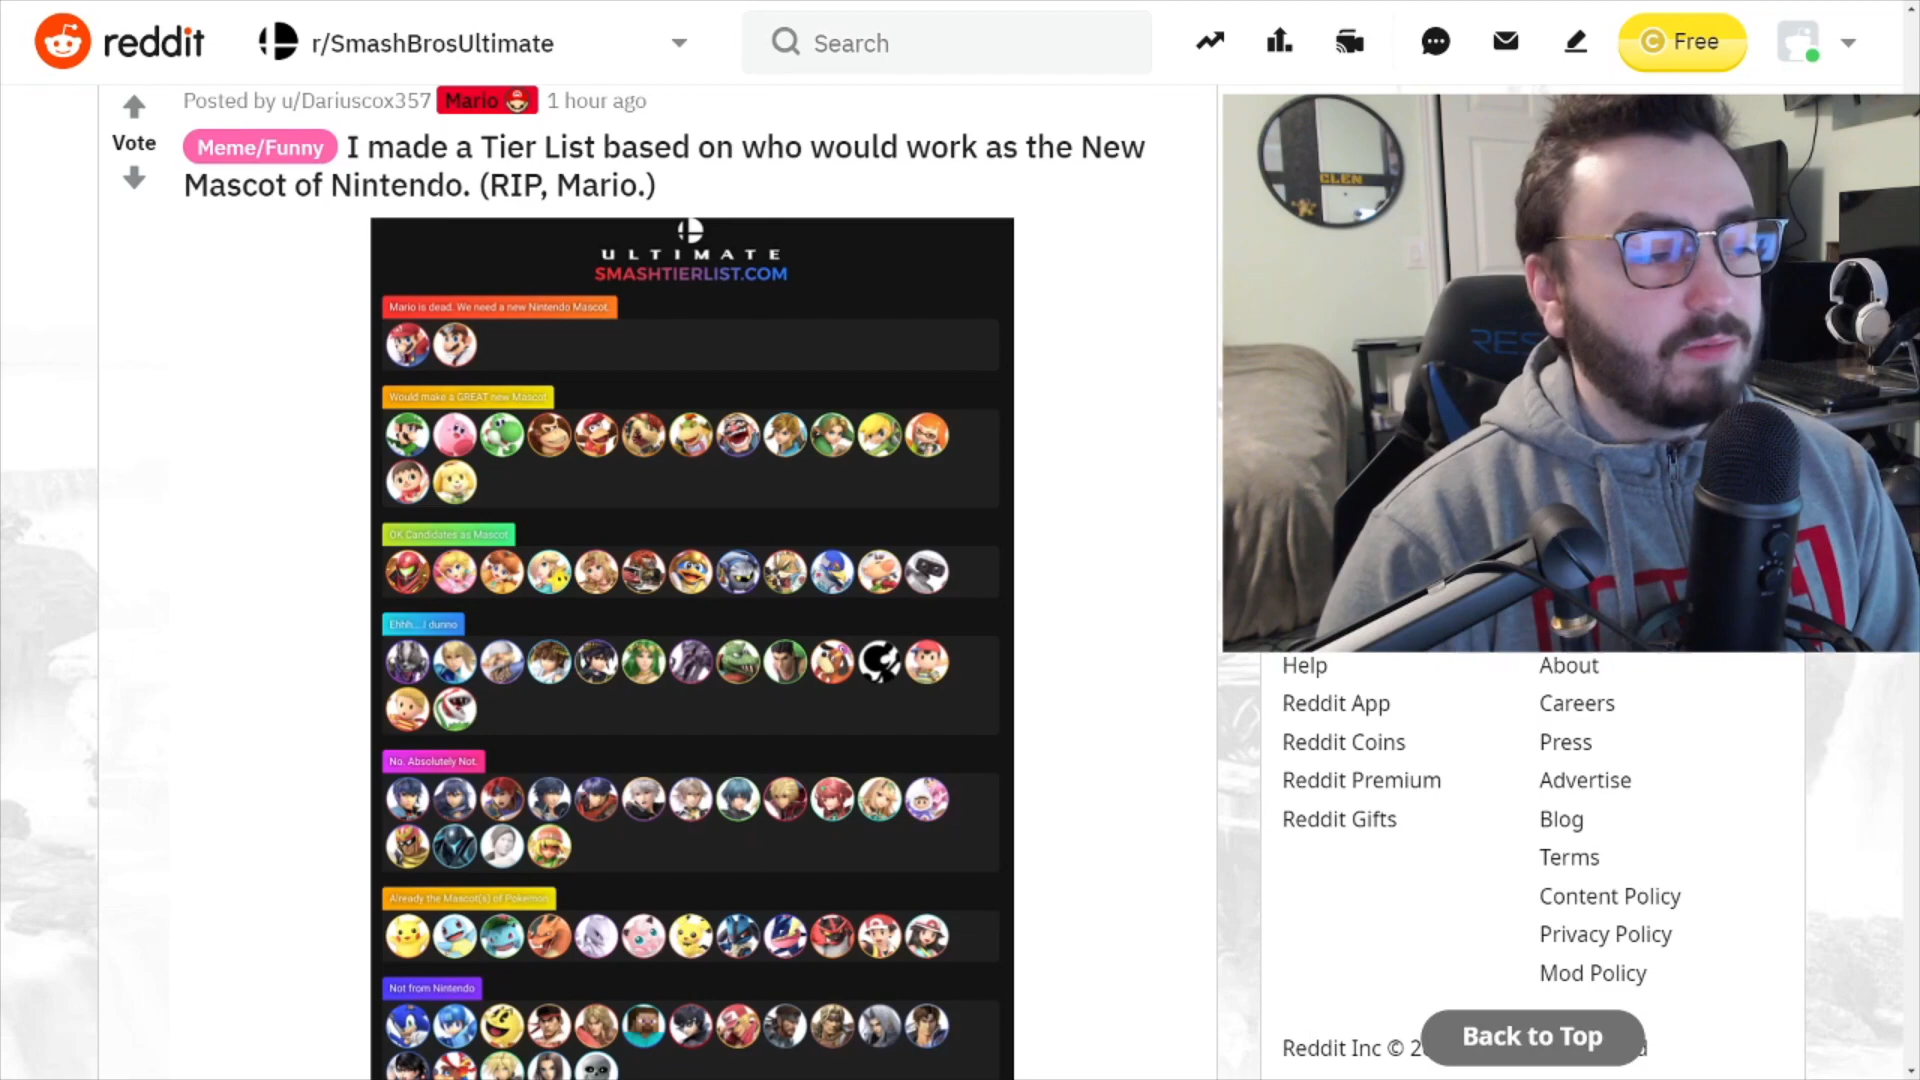 reddit
r/SmashBrosUltimate
Search
Free
Posted by u/Dariuscox357 Mario 1 hour ago
Vote
Meme/Funny I made a Tier List based on who would work as the New
Mascot of Nintendo. (RIP, Mario.)
ULTIMATE
SMASHTIERLIST.COM
Mario is dead. We need a new Nintendo Mascot.
Would make a GREAT new Mascot
OK Candidates as Mascot
Ehhh....I dunno
No. Absolutely Not.
Already the Mascot(s) of Pokemon
Not from Nintendo
CLEN
RES
Help
About
Reddit App
Careers
Reddit Coins
Press
Reddit Premium
Advertise
Reddit Gifts
Blog
Terms
Content Policy
Privacy Policy
Mod Policy
Reddit Inc © 2
Back to Top